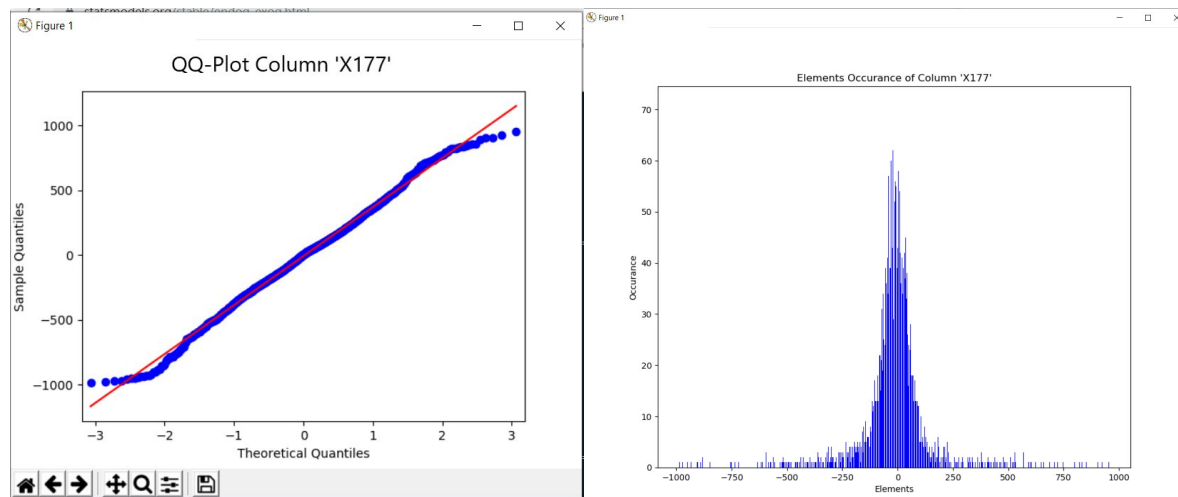 statsmodels.org/stable/endog_exog.html
Figure 1
QQ-Plot Column 'X177'
1000
500
0
−500
−1000
Sample Quantiles
−3 −2 −1 0 1 2 3
Theoretical Quantiles
Figure 1
Elements Occurance of Column 'X177'
70
60
50
40
30
20
10
0
Occurance
−1000 −750 −500 −250 0 250 500 750 1000
Elements